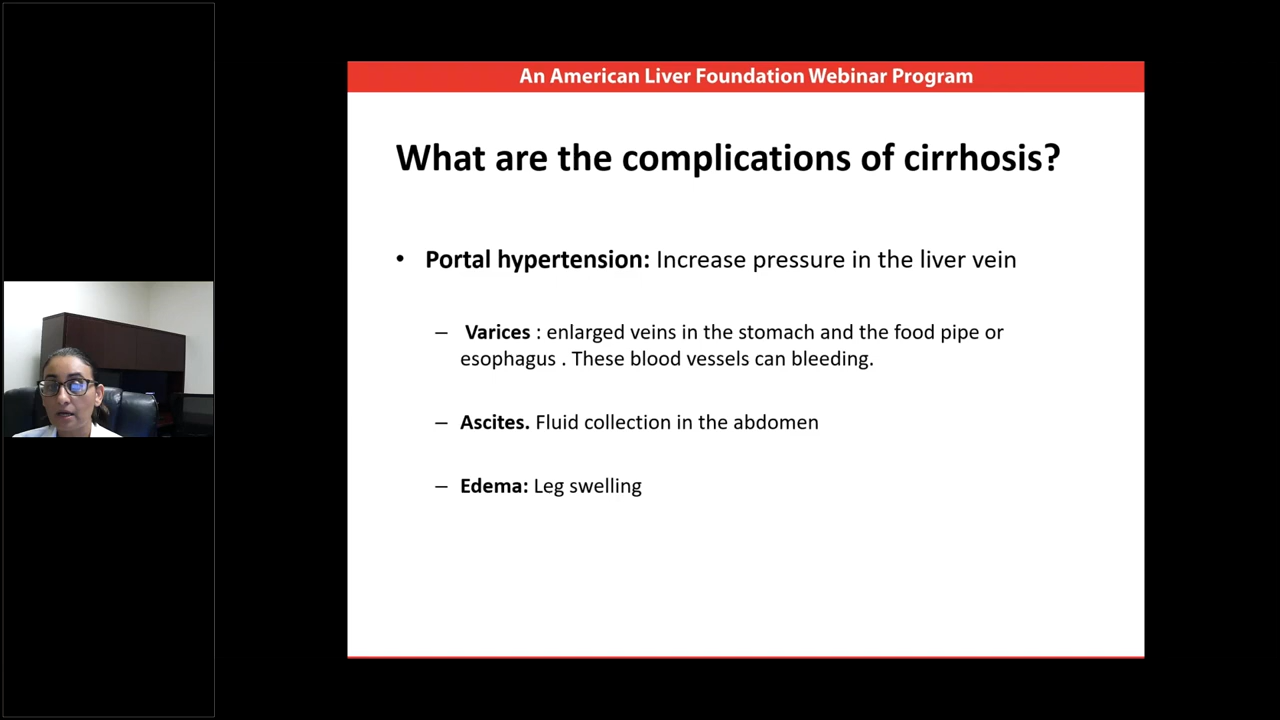 An American Liver Foundation Webinar Program
What are the complications of cirrhosis?
• Portal hypertension: Increase pressure in the liver vein
– Varices : enlarged veins in the stomach and the food pipe or
esophagus . These blood vessels can bleeding.
– Ascites. Fluid collection in the abdomen
– Edema: Leg swelling